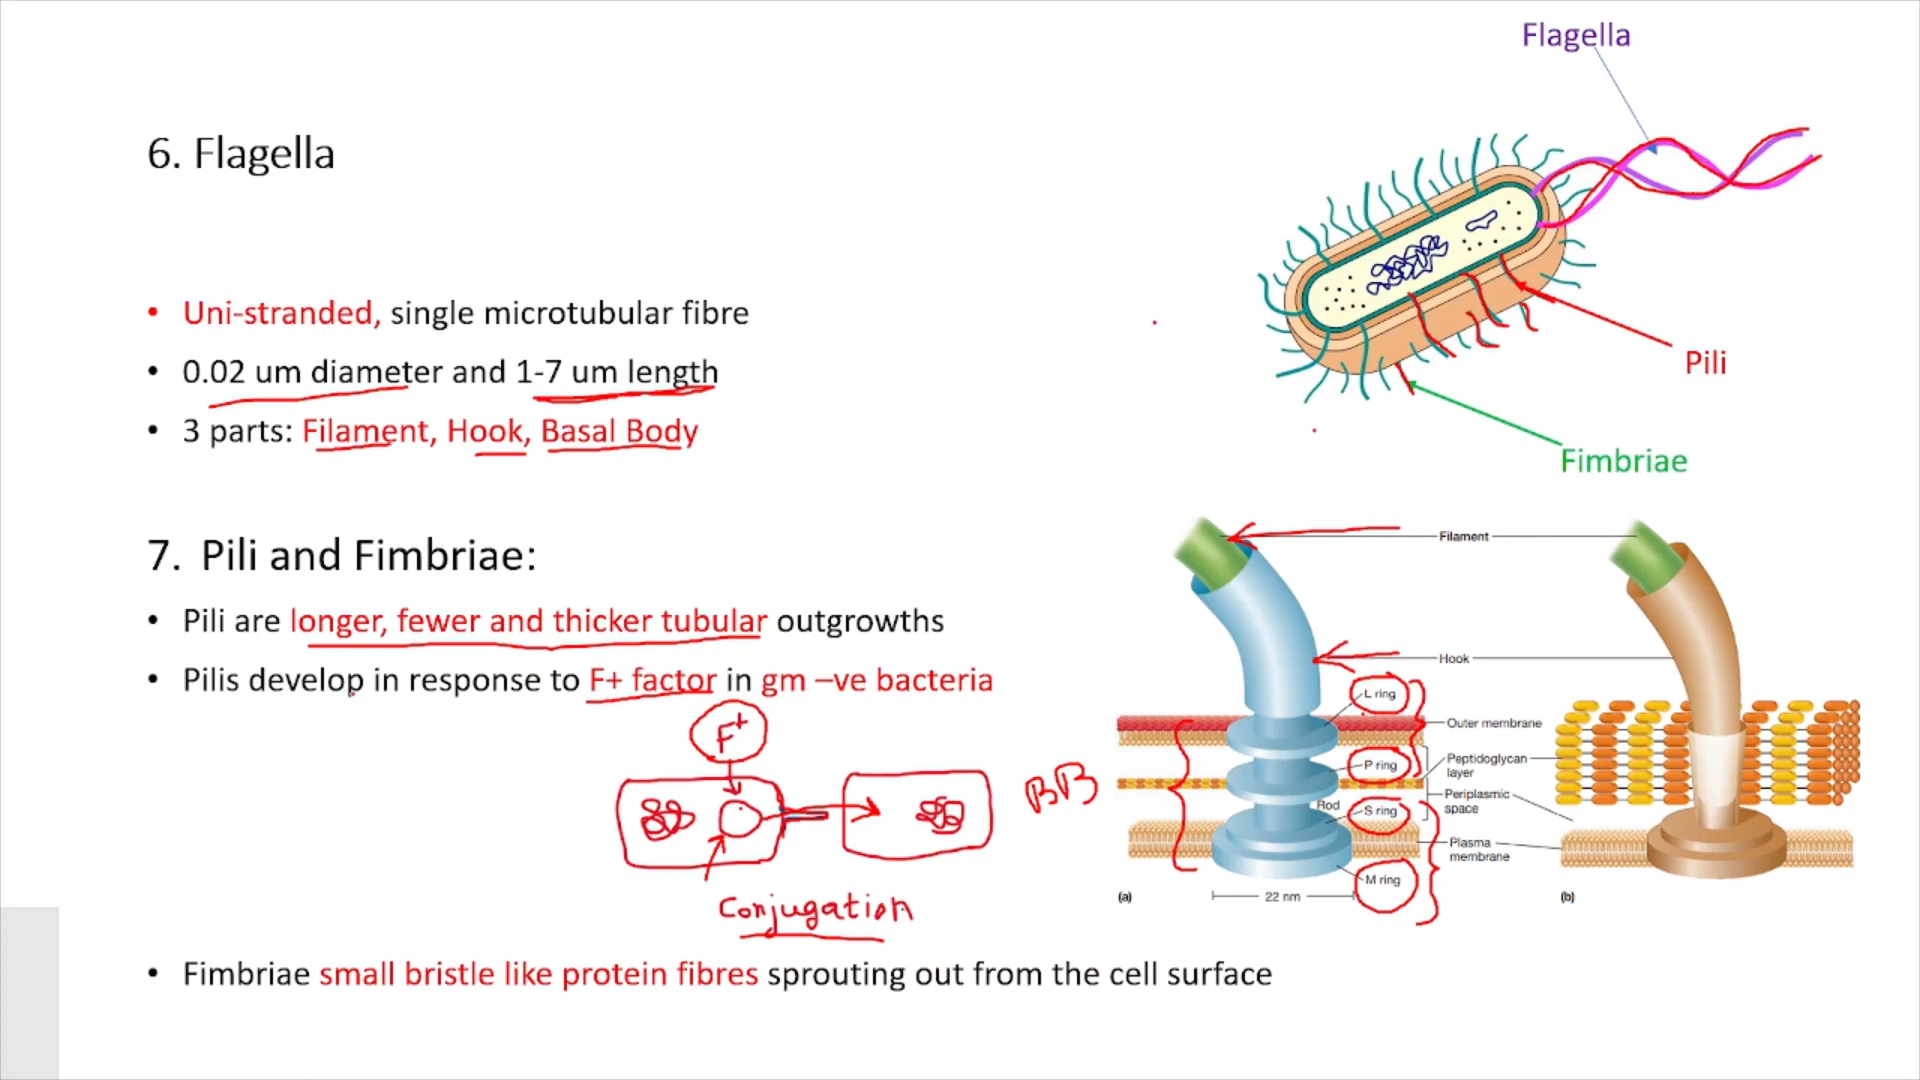 Flagella
6. Flagella
• Uni-stranded, single microtubular fibre
• 0.02 um diameter and 1-7 um length
• 3 parts: Filament, Hook, Basal Body
Pili
Fimbriae
7. Pili and Fimbriae:
• Pili are longer, fewer and thicker tubular outgrowths
• Pilis develop in response to F+ factor in gm –ve bacteria
F+
Conjugation
• Fimbriae small bristle like protein fibres sprouting out from the cell surface
BB
Filament
Hook
L ring
Outer membrane
P ring
Peptidoglycan
layer
Rod
S ring
Periplasmic
space
Plasma
membrane
M ring
(a)
22 nm
(b)